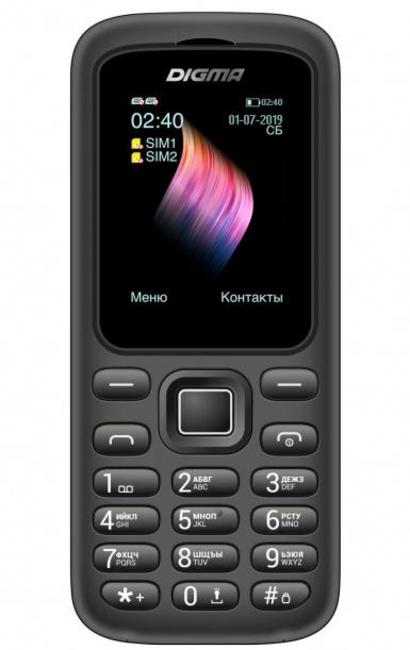 DIGMA
02:40
02:40 01-07-2019
СБ
SIM1
SIM2
Меню Контакты
1 2 АБВГ ABC 3 ДЕЖЗ DEF
4 ИЙКЛ GHI 5 МНОП JKL 6 РСТУ MNO
7 ФХЦЧ PQRS 8 ШЩЪЫ TUV 9 ЬЭЮЯ WXYZ
*+ 0 #